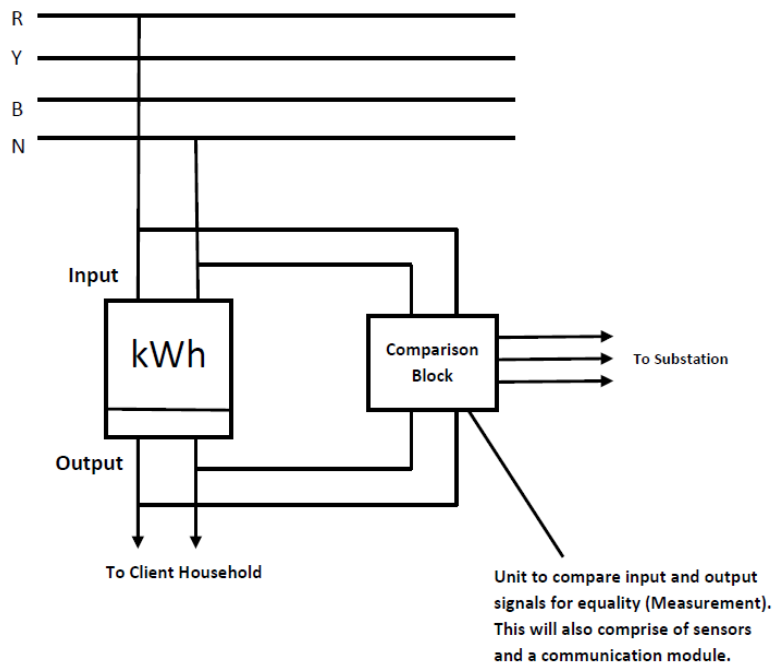 R
Y
B
N
Input
kWh
Comparison
Block
To Substation
Output
To Client Household
Unit to compare input and output
signals for equality (Measurement).
This will also comprise of sensors
and a communication module.